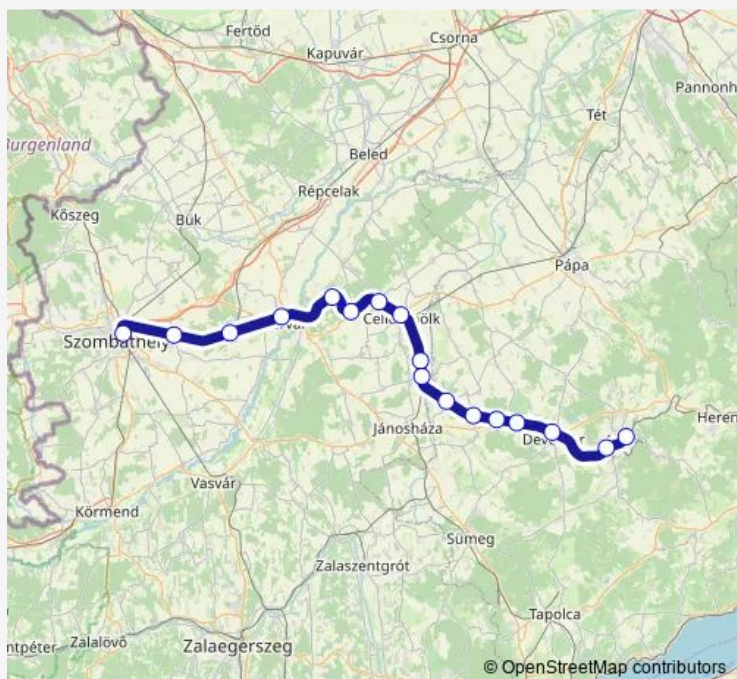 Fertőd
Csorna
Kapuvár
Pannonh
Tét
Burgenland
Beled
Répcelak
Kőszeg
Bük
Pápa
Szombathely
Jánosháza
Heren
Vasvár
Körmend
Sümeg
Zalaszentgrót
Tapolca
Zalalövő
Zalaegerszeg
© OpenStreetMap contributors